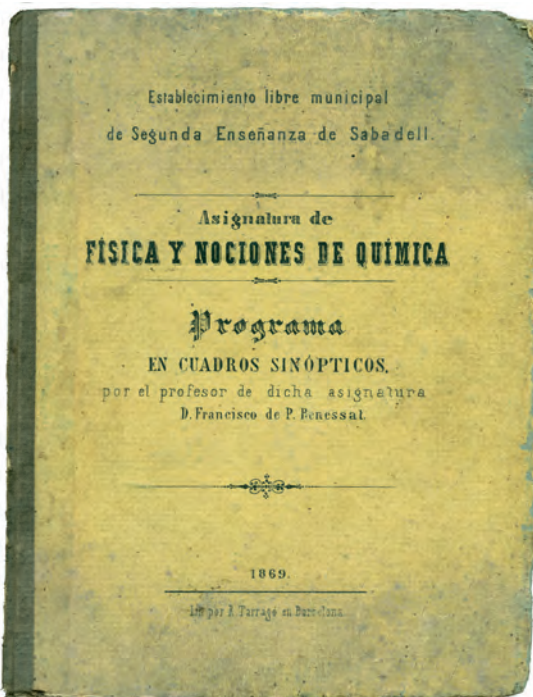 Establecimiento libre municipal
de Segunda Enseñanza de Sabadell.
Asignatura de
FÍSICA Y NOCIONES DE QUÍMICA
Programa
EN CUADROS SINÓPTICOS,
por el profesor de dicha asignatura
D. Francisco de P. Benessat.
1869.
Lit. por R. Tarragó en Barcelona.